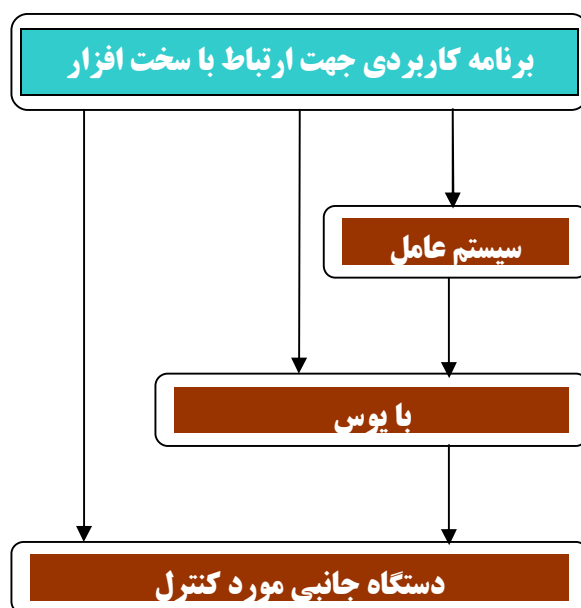 برنامه کاربردی جهت ارتباط با سخت افزار
سیستم عامل
با یوس
دستگاه جانبی مورد کنترل